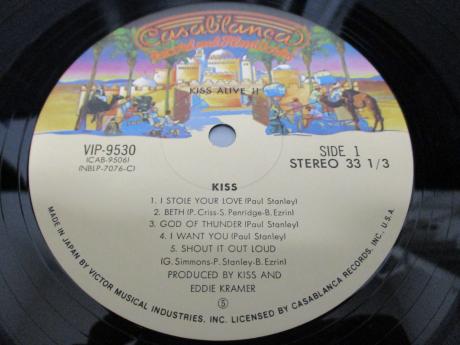 Casablanca
Record and FilmWorks
KISS ALIVE II
VIP-9530
(CAB-9506)
(NBLP-7076-C)
SIDE 1
STEREO 33 1/3
KISS
1. I STOLE YOUR LOVE (Paul Stanley)
2. BETH (P. Criss-S. Penridge-B. Ezrin)
3. GOD OF THUNDER (Paul Stanley)
4. I WANT YOU (Paul Stanley)
5. SHOUT IT OUT LOUD
(G. Simmons-P. Stanley-B. Ezrin)
PRODUCED BY KISS AND
EDDIE KRAMER
S
MADE IN JAPAN BY VICTOR MUSICAL INDUSTRIES, INC. LICENSED BY CASABLANCA RECORDS, INC., U.S.A.